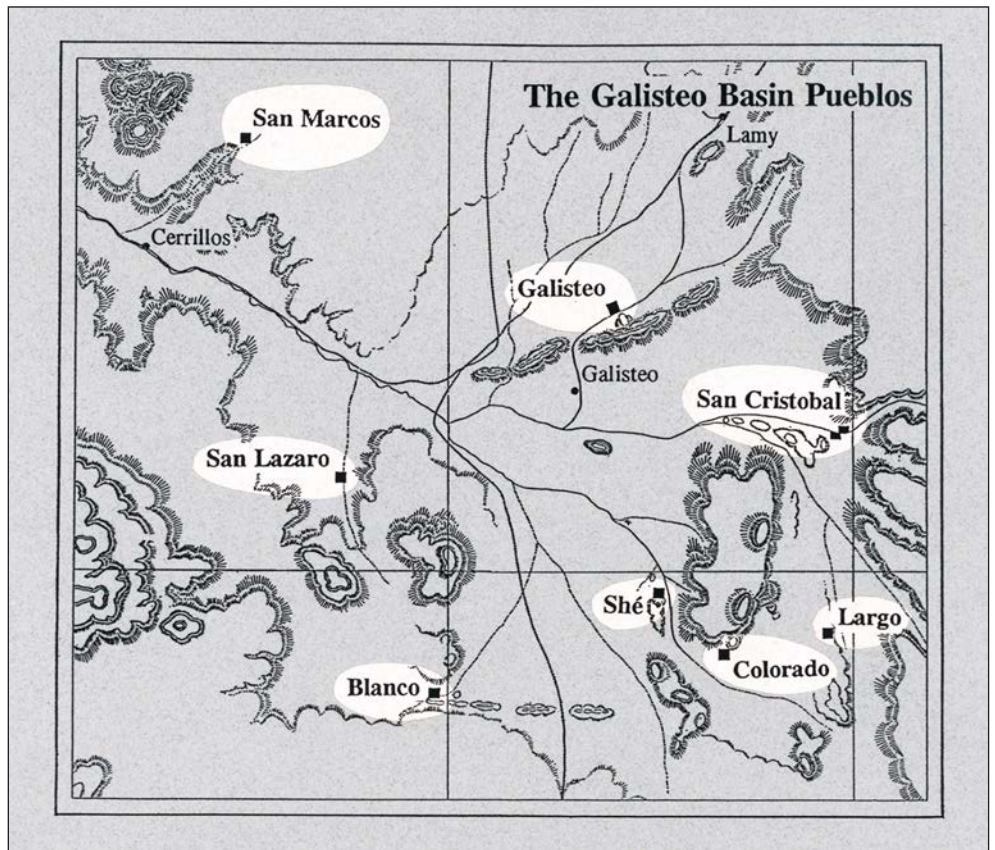 The Galisteo Basin Pueblos
San Marcos
Lamy
Cerrillos
Galisteo
Galisteo
San Cristobal
San Lazaro
Shé
Largo
Colorado
Blanco